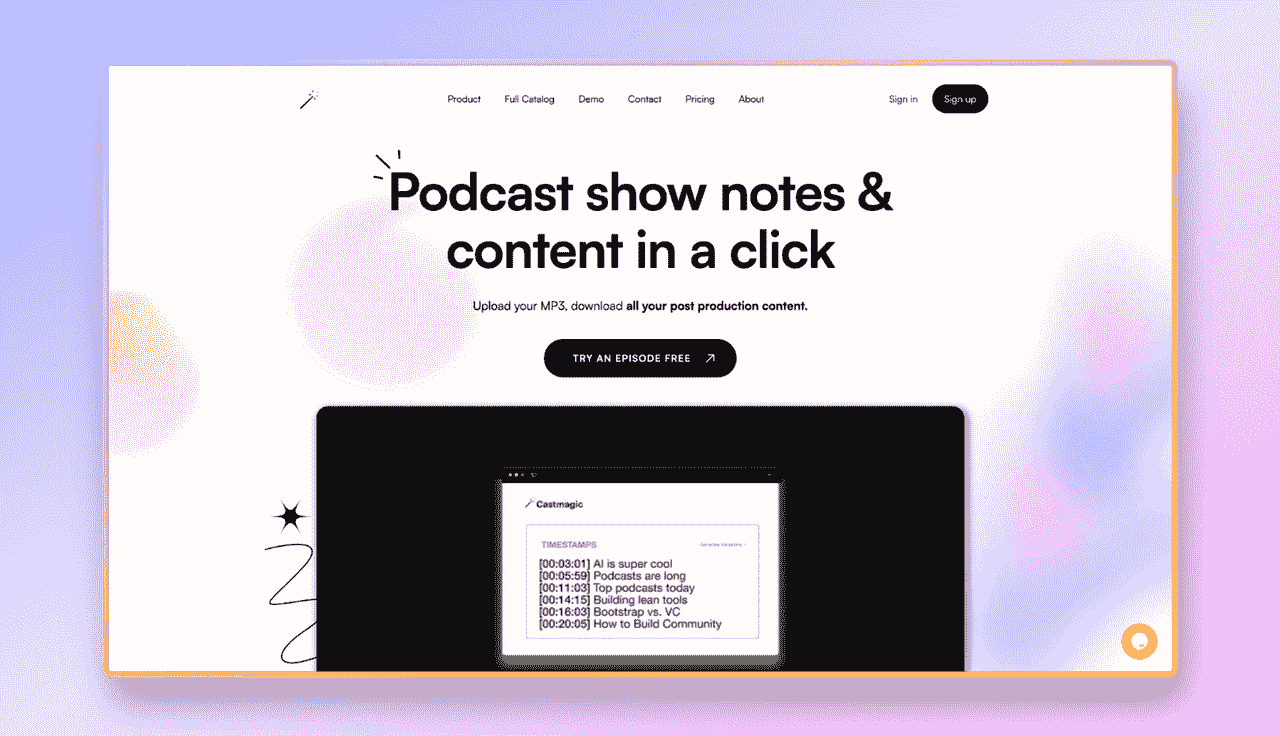 Product Full Catalog Demo Contact Pricing About Sign in Sign up
Podcast show notes &
content in a click
Upload your MP3, download all your post production content.
TRY AN EPISODE FREE
Castmagic
TIMESTAMPS Generate Variations
[00:03:01] AI is super cool
[00:05:59] Podcasts are long
[00:11:03] Top podcasts today
[00:14:15] Building lean tools
[00:16:03] Bootstrap vs. VC
[00:20:05] How to Build Community